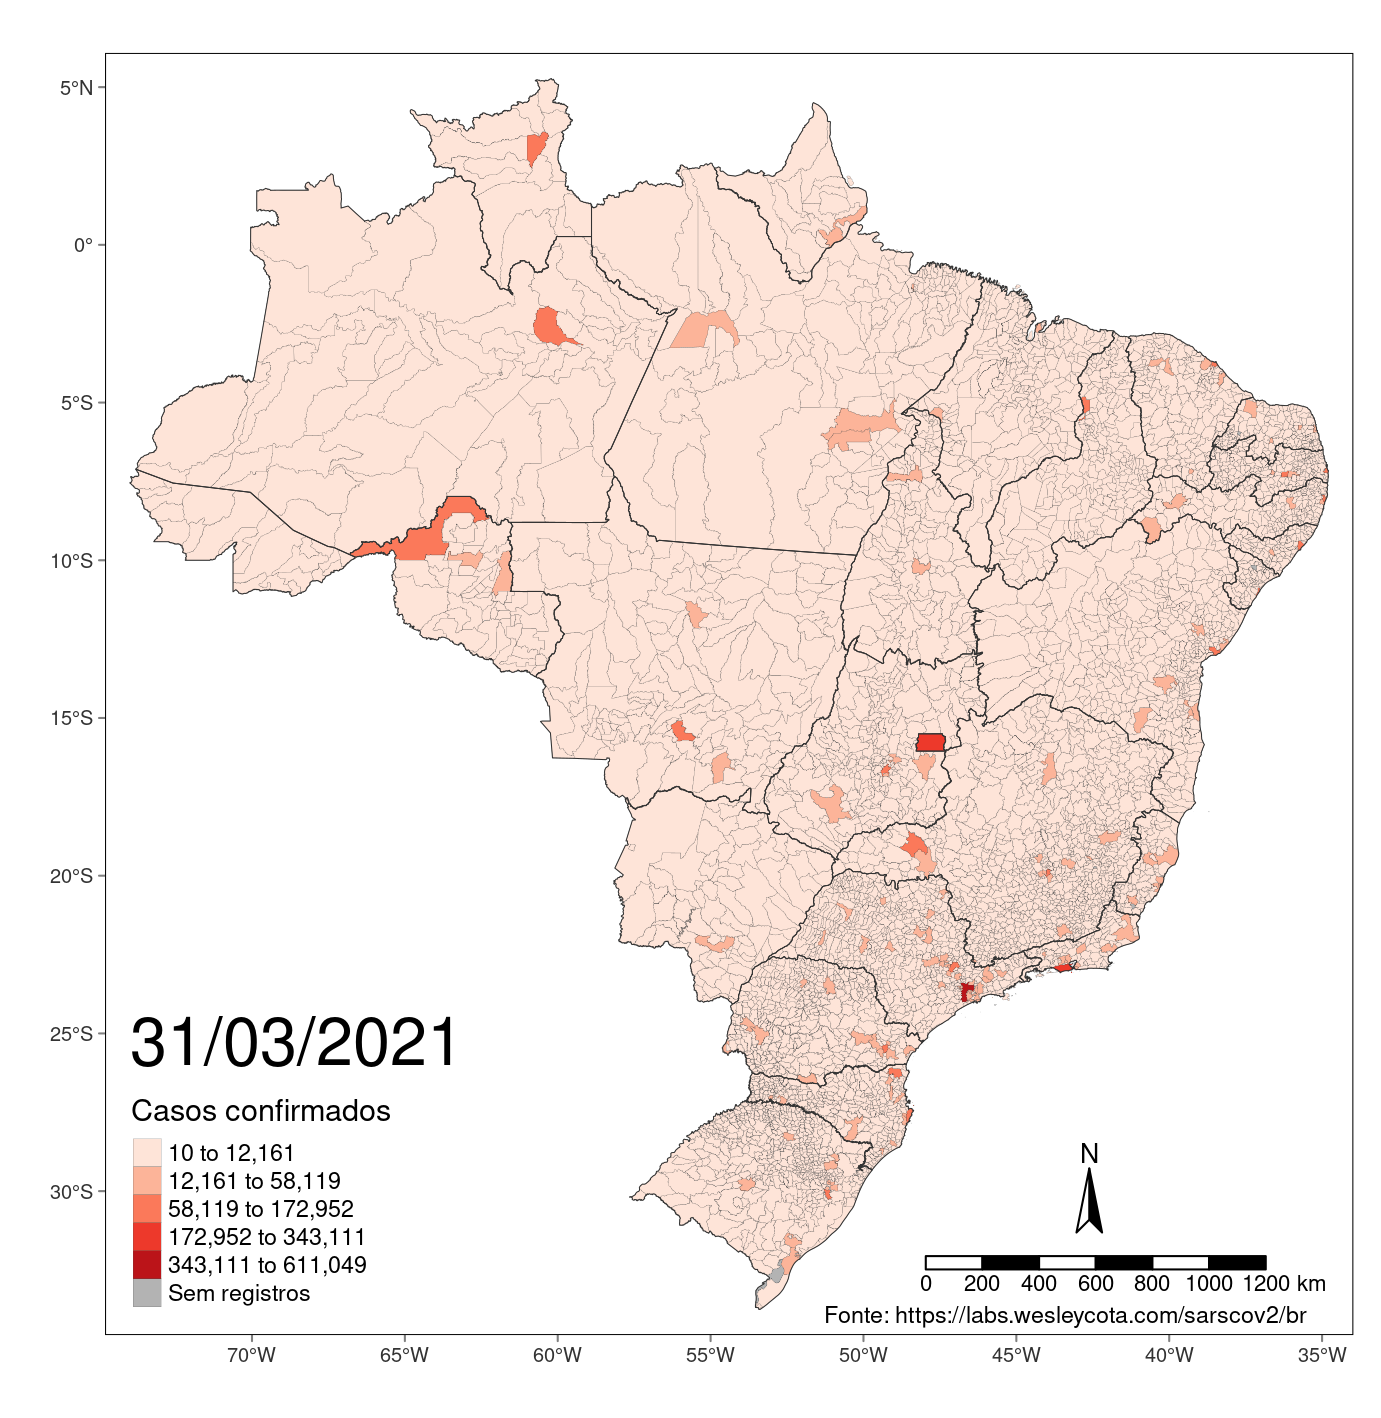 5°N
0°
5°S
10°S
15°S
20°S
25°S
30°S
31/03/2021
Casos confirmados
10 to 12,161
12,161 to 58,119
58,119 to 172,952
172,952 to 343,111
343,111 to 611,049
Sem registros
N
0 200 400 600 800 1000 1200 km
Fonte: https://labs.wesleycota.com/sarscov2/br
70°W 65°W 60°W 55°W 50°W 45°W 40°W 35°W